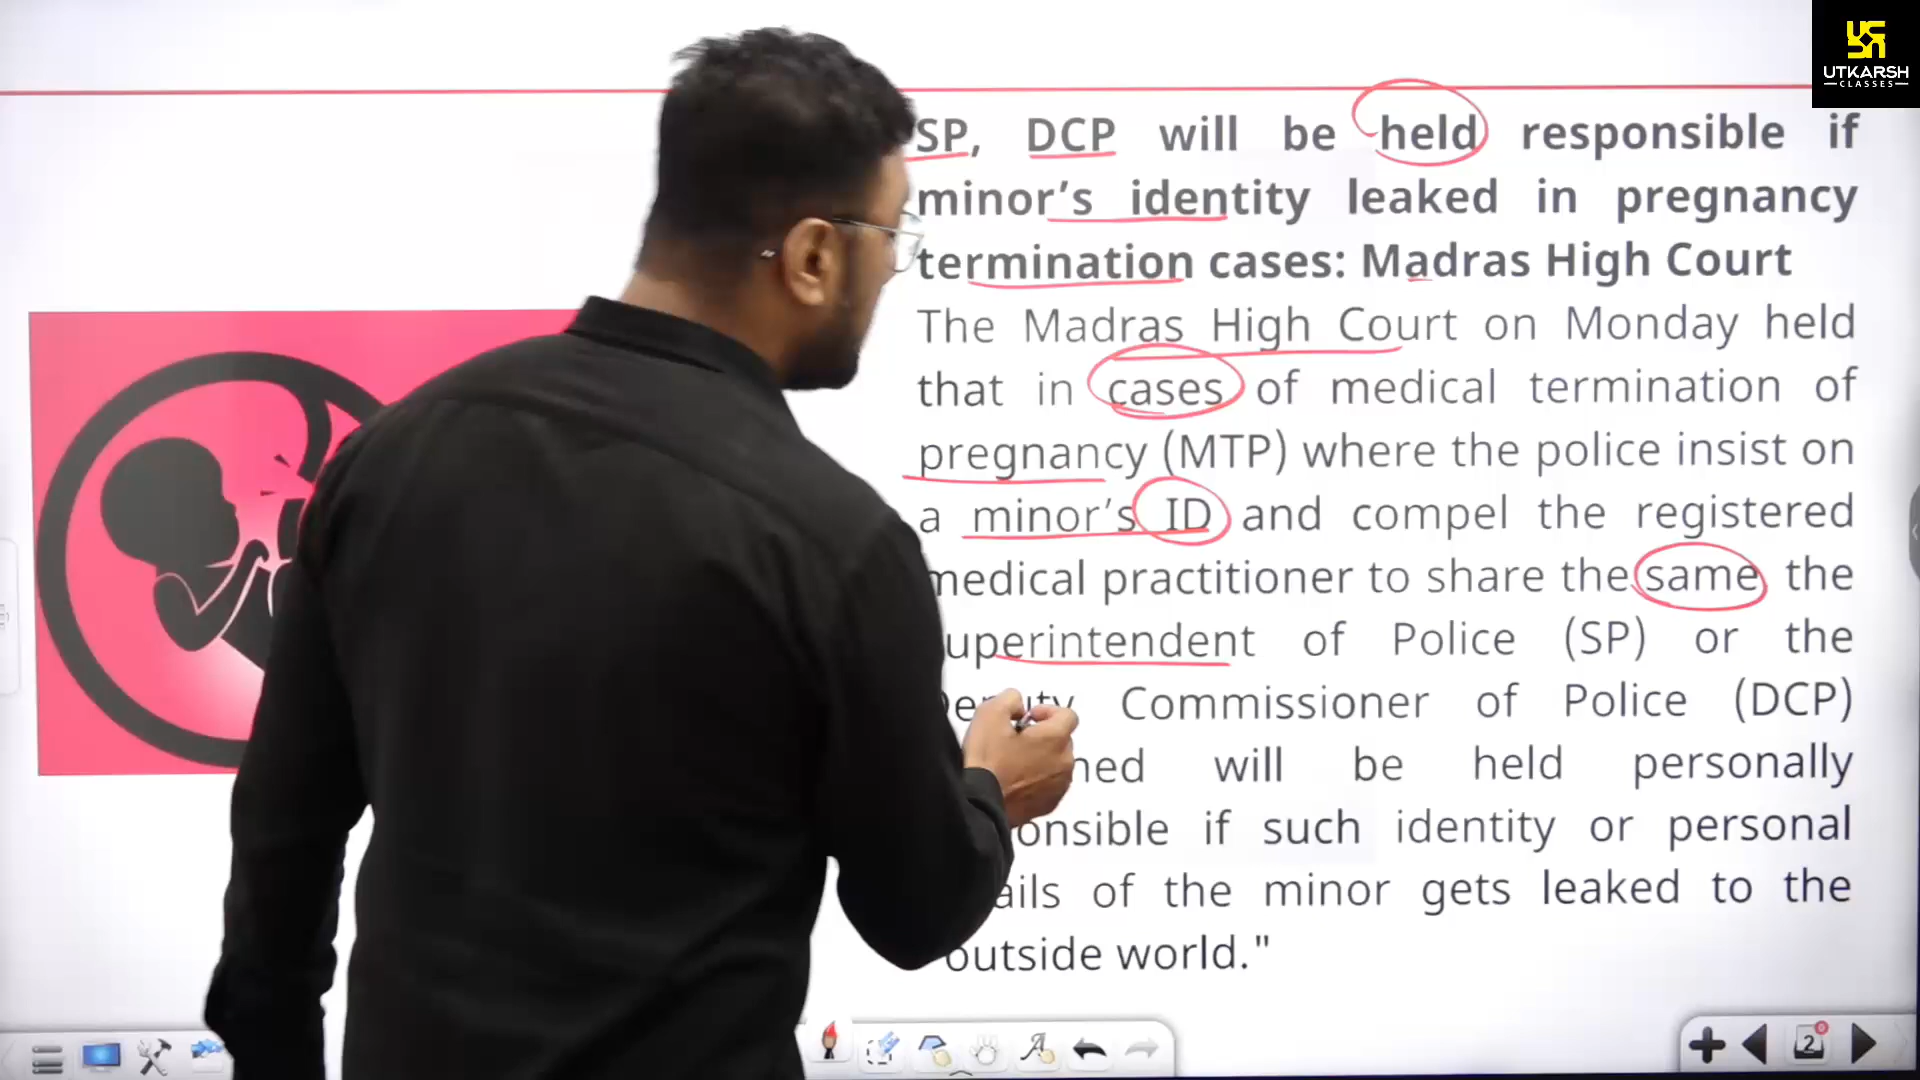 UTKARSH
CLASSES
SP, DCP will be held responsible if
minor’s identity leaked in pregnancy
termination cases: Madras High Court
The Madras High Court on Monday held
that in cases of medical termination of
pregnancy (MTP) where the police insist on
a minor’s ID and compel the registered
medical practitioner to share the same the
uperintendent of Police (SP) or the
Deputy Commissioner of Police (DCP)
will be held personally
if such identity or personal
of the minor gets leaked to the
outside world."
2
0